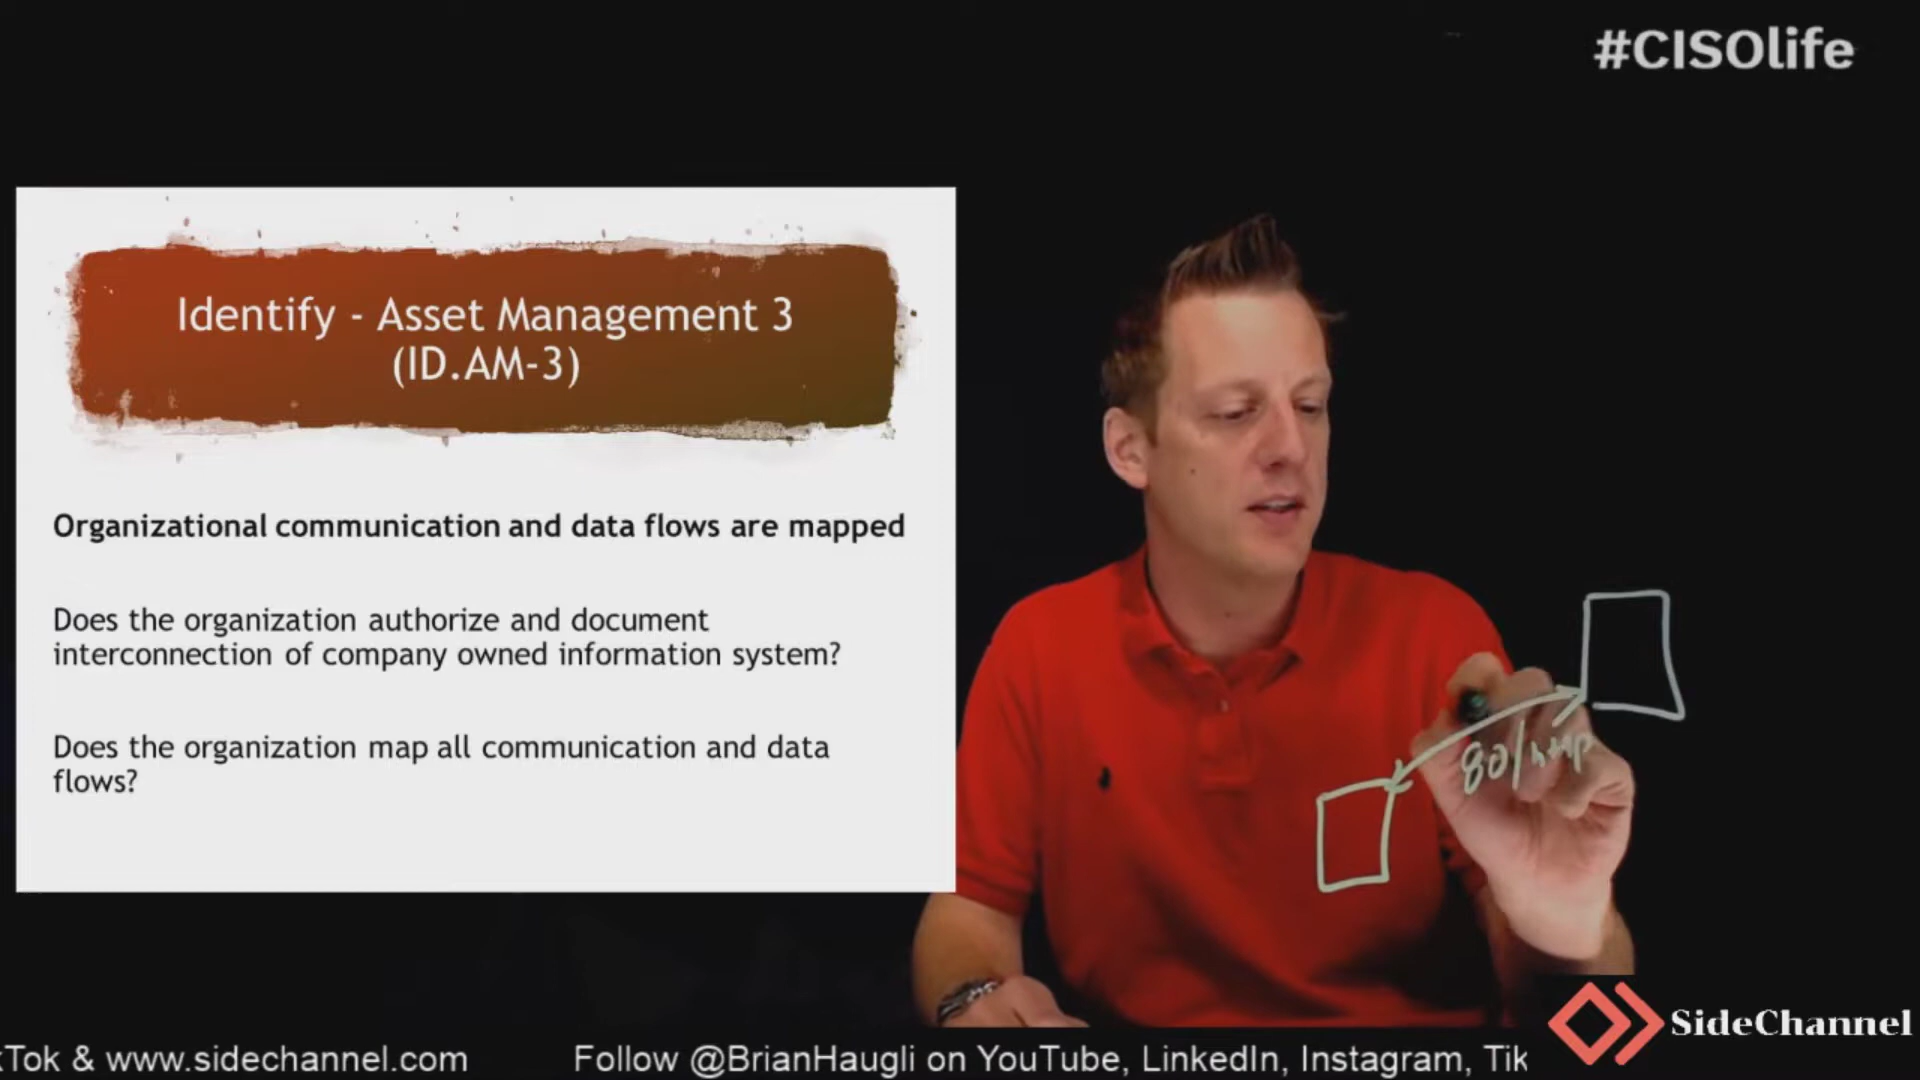 #CISOlife
Identify - Asset Management 3
(ID.AM-3)
Organizational communication and data flows are mapped
Does the organization authorize and document
interconnection of company owned information system?
Does the organization map all communication and data
flows?
80/http
SideChannel
kTok & www.sidechannel.com Follow @BrianHaugli on YouTube, LinkedIn, Instagram, Tik